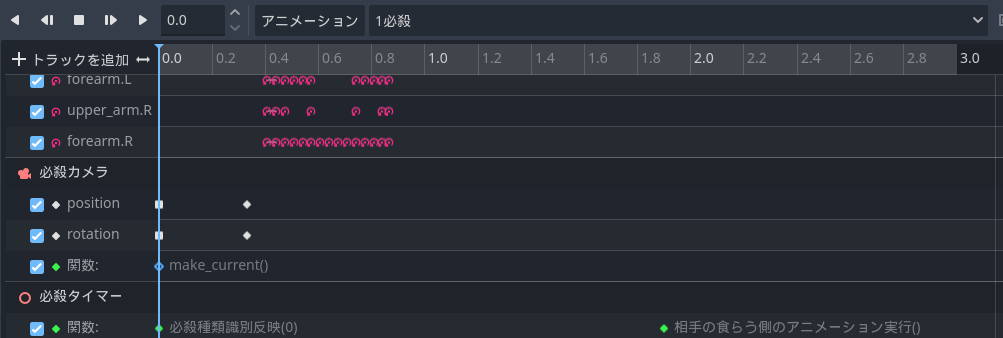 0.0 アニメーション 1必殺
トラックを追加 0.0 0.2 0.4 0.6 0.8 1.0 1.2 1.4 1.6 1.8 2.0 2.2 2.4 2.6 2.8 3.0
forearm.L
upper_arm.R
forearm.R
必殺カメラ
position
rotation
関数: make_current()
必殺タイマー
関数: 必殺種類識別反映(0) 相手の食らう側のアニメーション実行()